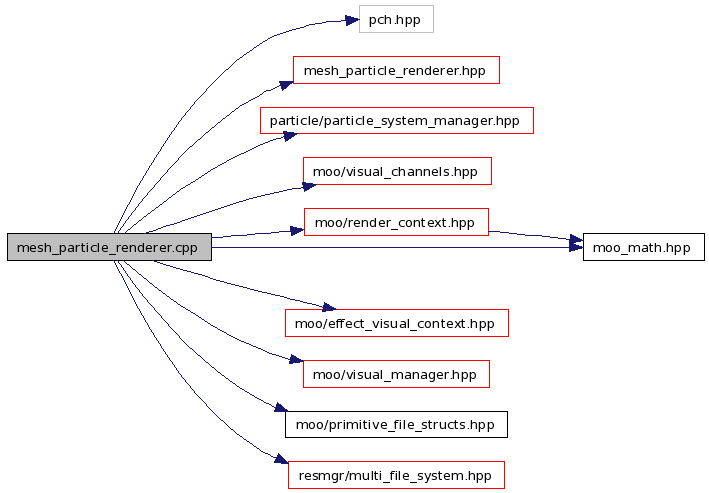 pch.hpp
mesh_particle_renderer.hpp
particle/particle_system_manager.hpp
moo/visual_channels.hpp
moo/render_context.hpp
mesh_particle_renderer.cpp
moo_math.hpp
moo/effect_visual_context.hpp
moo/visual_manager.hpp
moo/primitive_file_structs.hpp
resmgr/multi_file_system.hpp